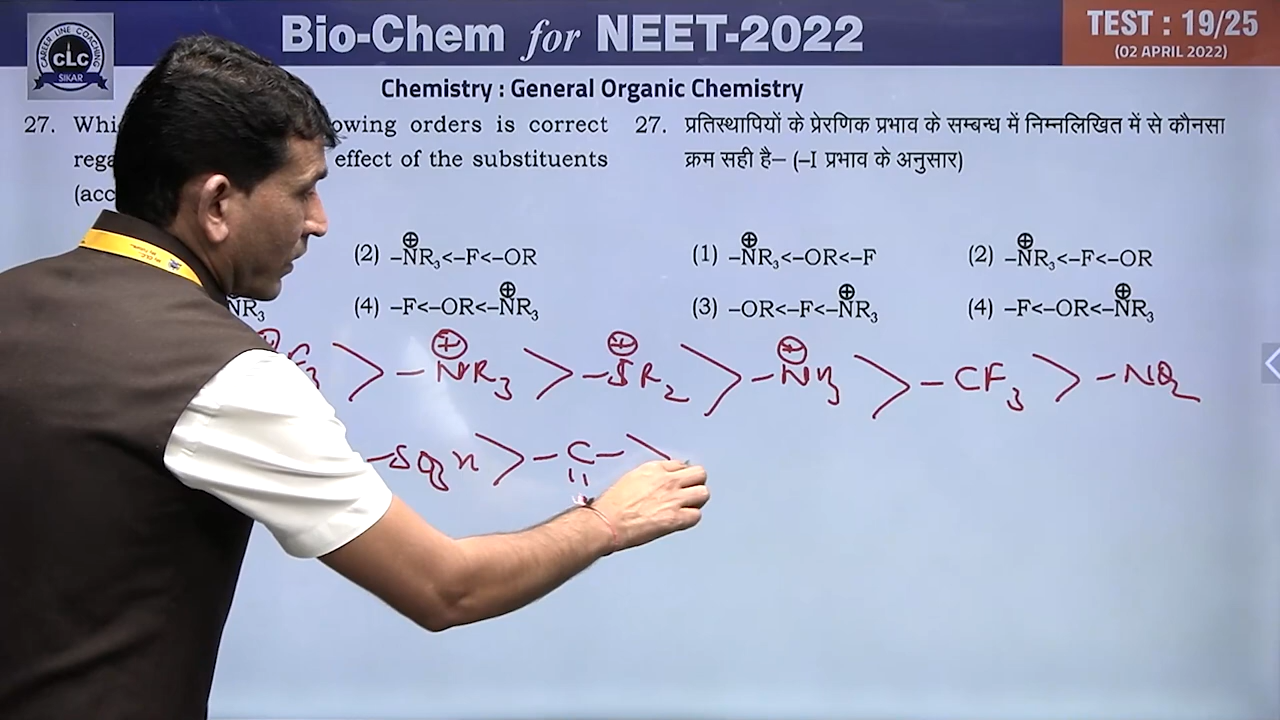 Bio-Chem for NEET-2022
TEST : 19/25
(02 APRIL 2022)
CAREER LINE COACHING
CLC
SIKAR
Chemistry : General Organic Chemistry
27. owing orders is correct
effect of the substituents
(2) –N⊕R₃<–F<–OR
N⊕R₃ (4) –F<–OR<–N⊕R₃
27. प्रतिस्थापियों के प्रेरणिक प्रभाव के सम्बन्ध में निम्नलिखित में से कौनसा
क्रम सही है– (–I प्रभाव के अनुसार)
(1) –N⊕R₃<–OR<–F (2) –N⊕R₃<–F<–OR
(3) –OR<–F<–N⊕R₃ (4) –F<–OR<–N⊕R₃
> –N⊕R₃ > –S⊕R₂ > –N⊕H₃ > –CF₃ > –NO₂
–SO₃H > –C– >